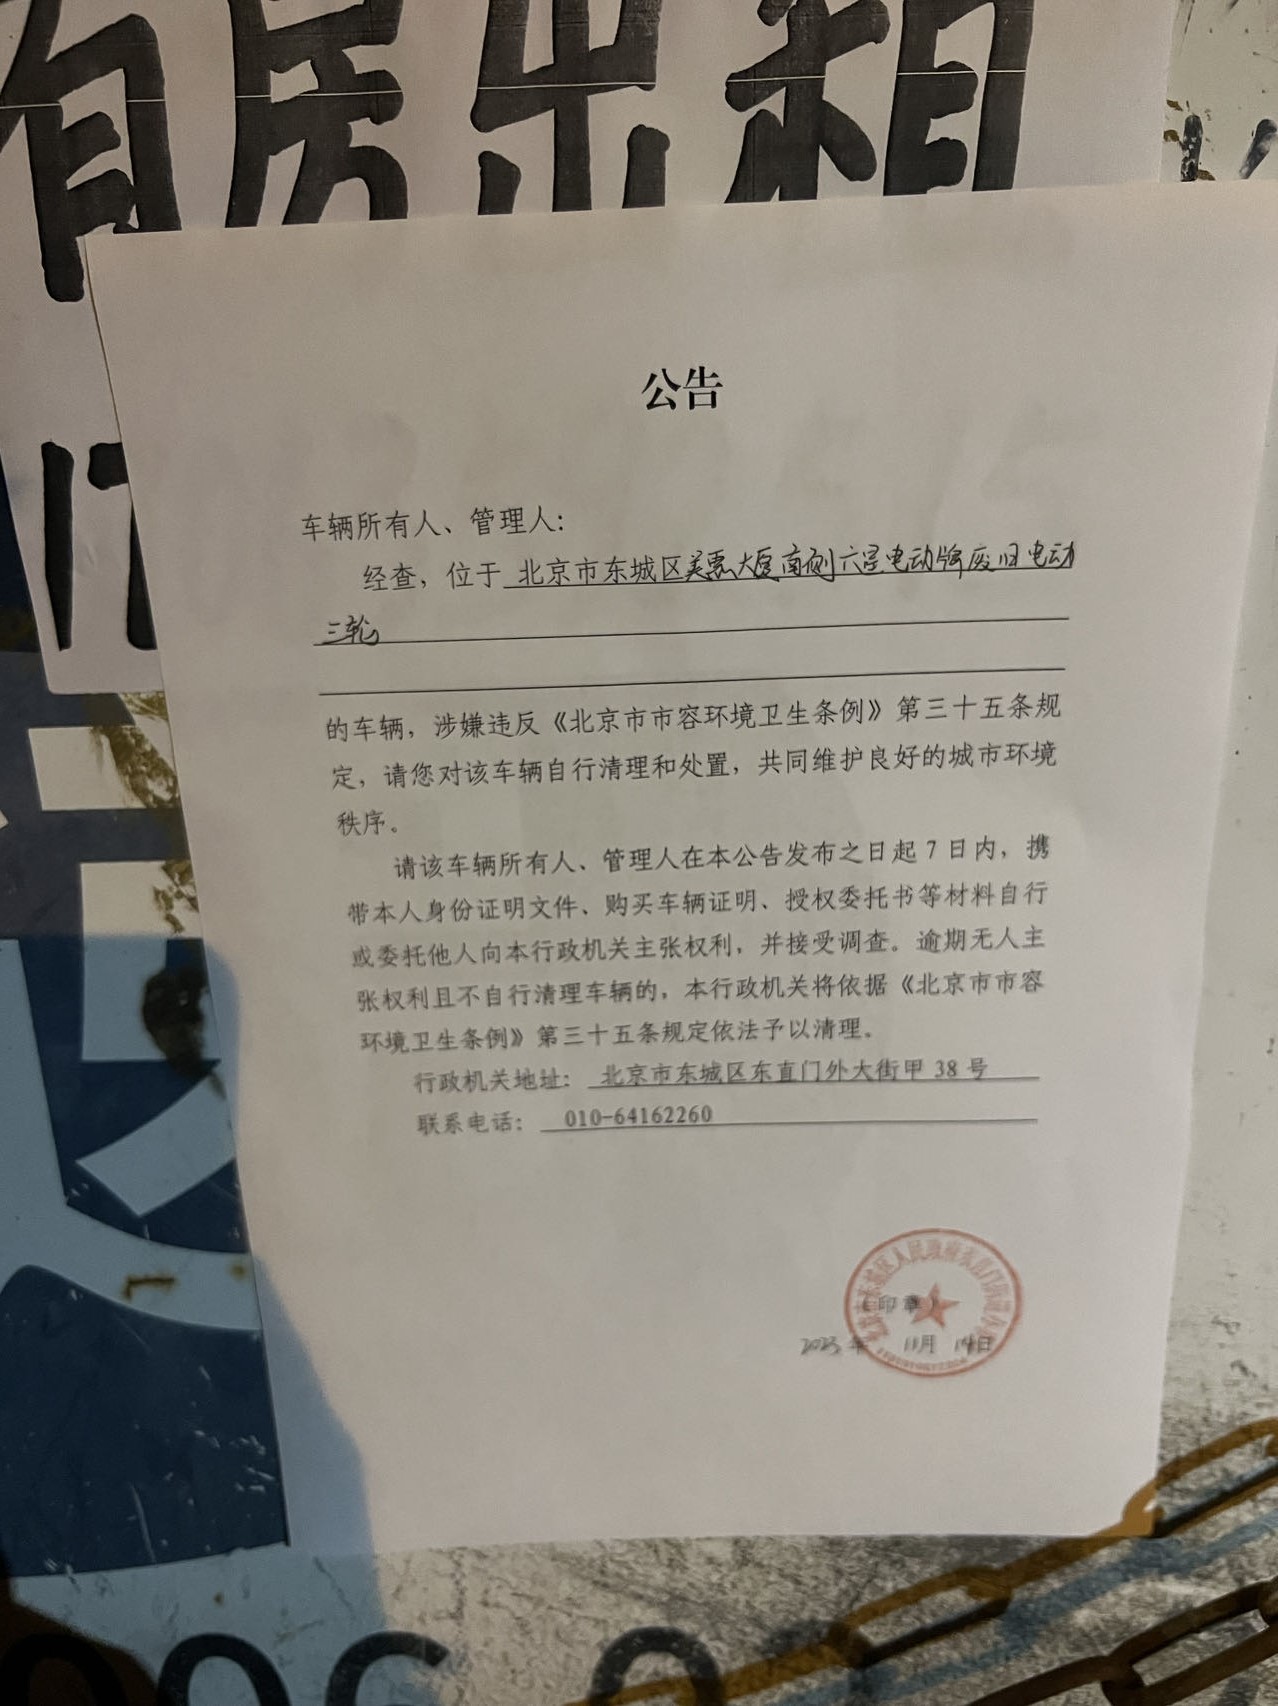 有房出租
公告
车辆所有人、管理人:
经查，位于 北京市东城区美惠大厦南侧六星电动牌废旧电动
三轮
的车辆，涉嫌违反《北京市市容环境卫生条例》第三十五条规
定，请您对该车辆自行清理和处置，共同维护良好的城市环境
秩序。
请该车辆所有人、管理人在本公告发布之日起 7 日内，携
带本人身份证明文件、购买车辆证明、授权委托书等材料自行
或委托他人向本行政机关主张权利，并接受调查。逾期无人主
张权利且不自行清理车辆的，本行政机关将依据《北京市市容
环境卫生条例》第三十五条规定依法予以清理。
行政机关地址： 北京市东城区东直门外大街甲 38 号
联系电话： 010-64162260
（印章）
2023 年 11月 14日